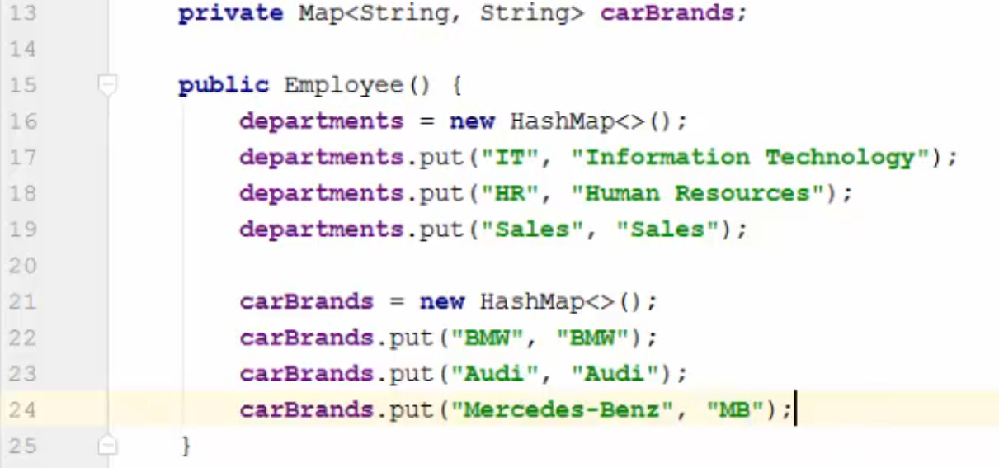 13 private Map<String, String> carBrands;
14
15 public Employee() {
16 departments = new HashMap<>();
17 departments.put("IT", "Information Technology");
18 departments.put("HR", "Human Resources");
19 departments.put("Sales", "Sales");
20
21 carBrands = new HashMap<>();
22 carBrands.put("BMW", "BMW");
23 carBrands.put("Audi", "Audi");
24 carBrands.put("Mercedes-Benz", "MB");
25 }